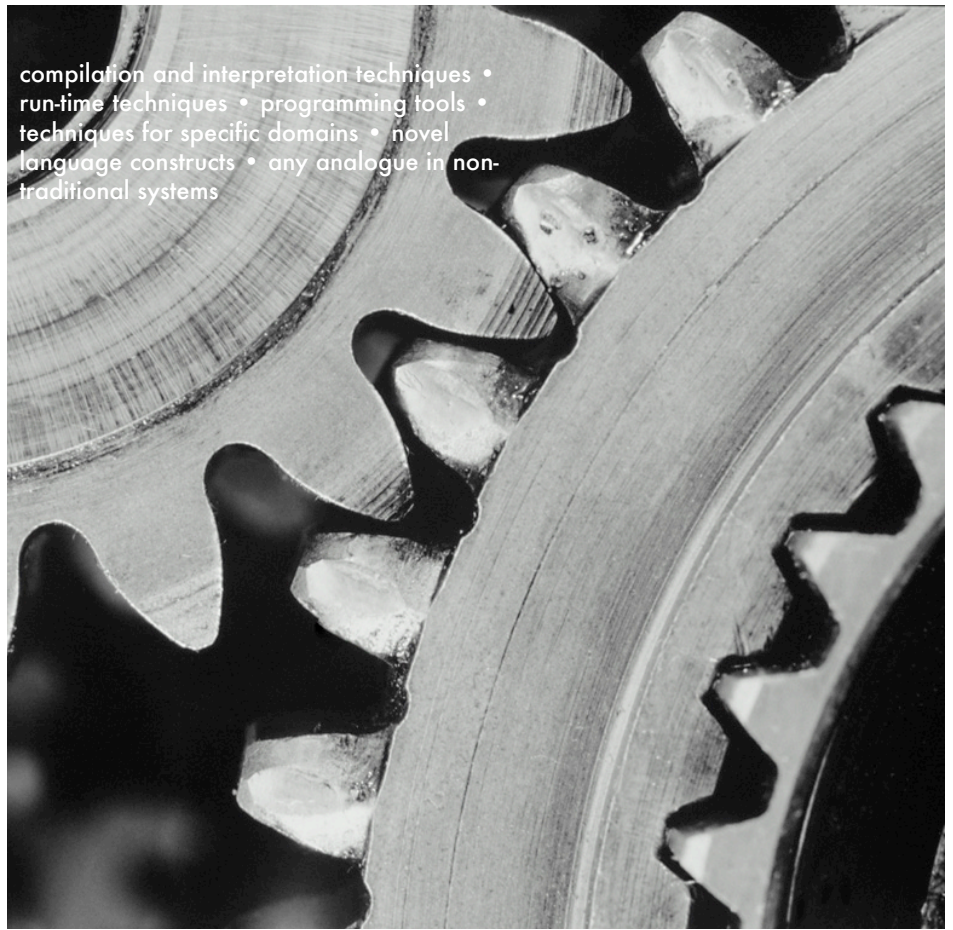 compilation and interpretation techniques •
run-time techniques • programming tools •
techniques for specific domains • novel
language constructs • any analogue in non-
traditional systems